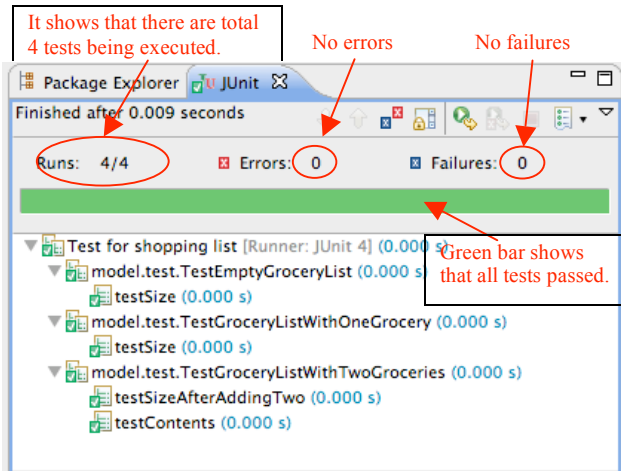 It shows that there are total
4 tests being executed.
No errors
No failures
Package Explorer
JUnit
Finished after 0.009 seconds
Runs: 4/4
Errors: 0
Failures: 0
Green bar shows
that all tests passed.
Test for shopping list [Runner: JUnit 4] (0.000 s)
model.test.TestEmptyGroceryList (0.000 s)
testSize (0.000 s)
model.test.TestGroceryListWithOneGrocery (0.000 s)
testSize (0.000 s)
model.test.TestGroceryListWithTwoGroceries (0.000 s)
testSizeAfterAddingTwo (0.000 s)
testContents (0.000 s)